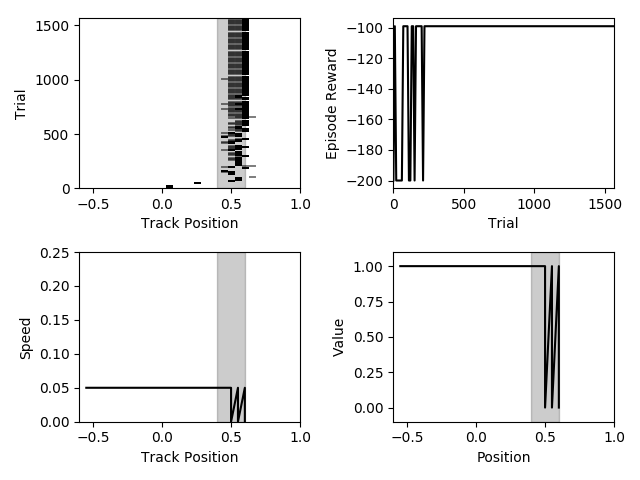 1500
1000
500
0
Trial
−0.5 0.0 0.5 1.0
Track Position
−100
−120
−140
−160
−180
−200
Episode Reward
0 500 1000 1500
Trial
0.25
0.20
0.15
0.10
0.05
0.00
Speed
−0.5 0.0 0.5 1.0
Track Position
1.00
0.75
0.50
0.25
0.00
Value
−0.5 0.0 0.5 1.0
Position